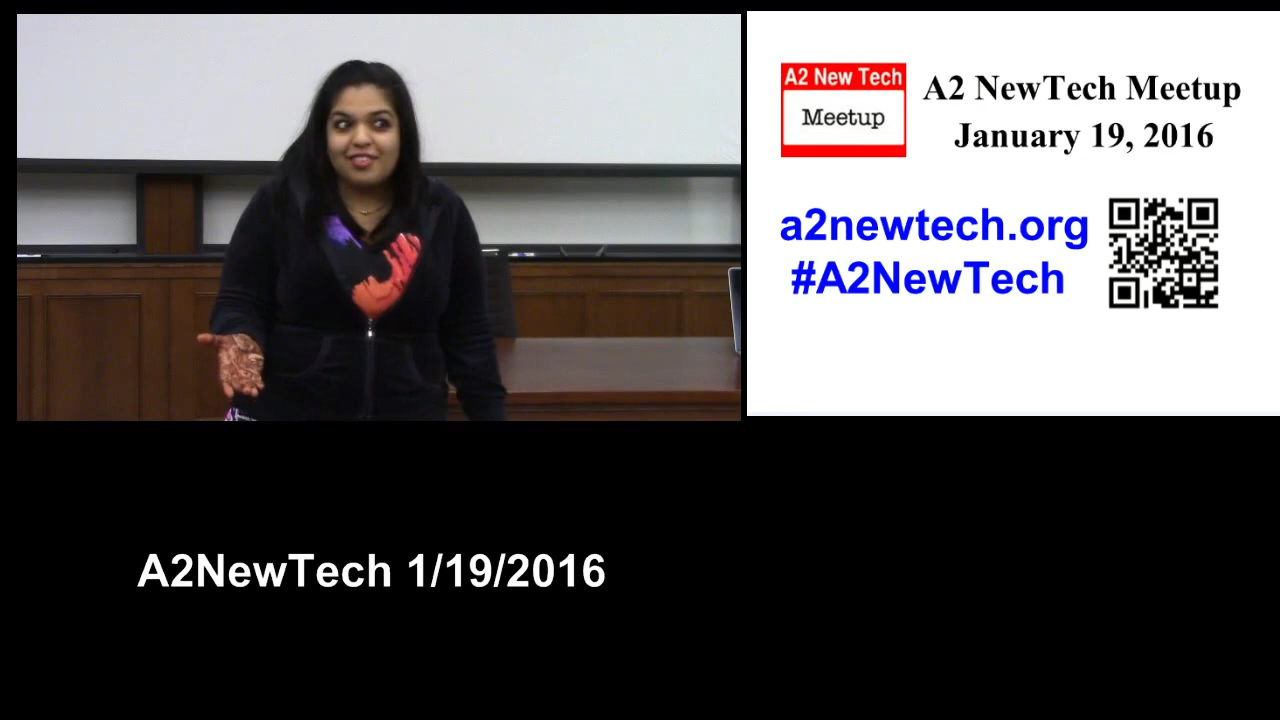 A2 New Tech
Meetup
A2 NewTech Meetup
January 19, 2016
a2newtech.org
#A2NewTech
A2NewTech 1/19/2016